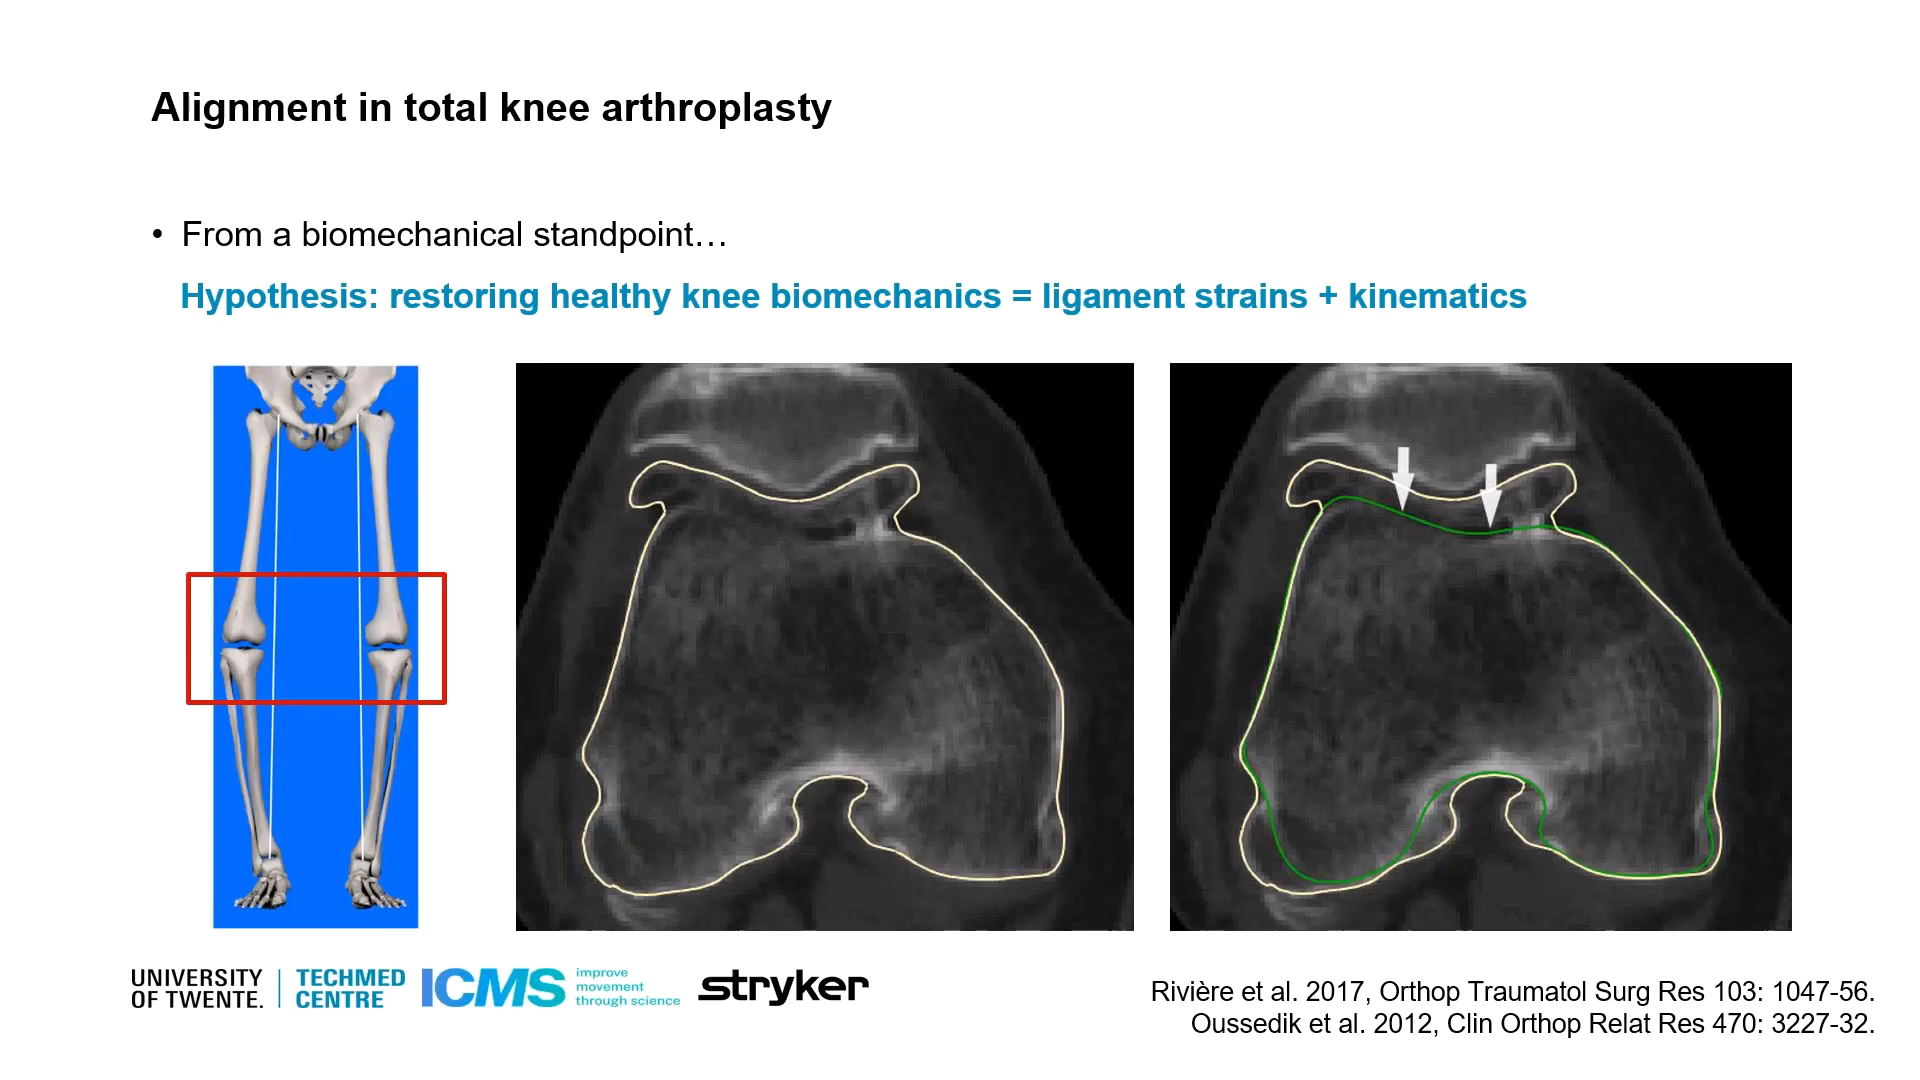 Alignment in total knee arthroplasty
• From a biomechanical standpoint…
Hypothesis: restoring healthy knee biomechanics = ligament strains + kinematics
UNIVERSITY OF TWENTE. | TECHMED CENTRE
ICMS improve movement through science
stryker
Rivière et al. 2017, Orthop Traumatol Surg Res 103: 1047-56.
Oussedik et al. 2012, Clin Orthop Relat Res 470: 3227-32.